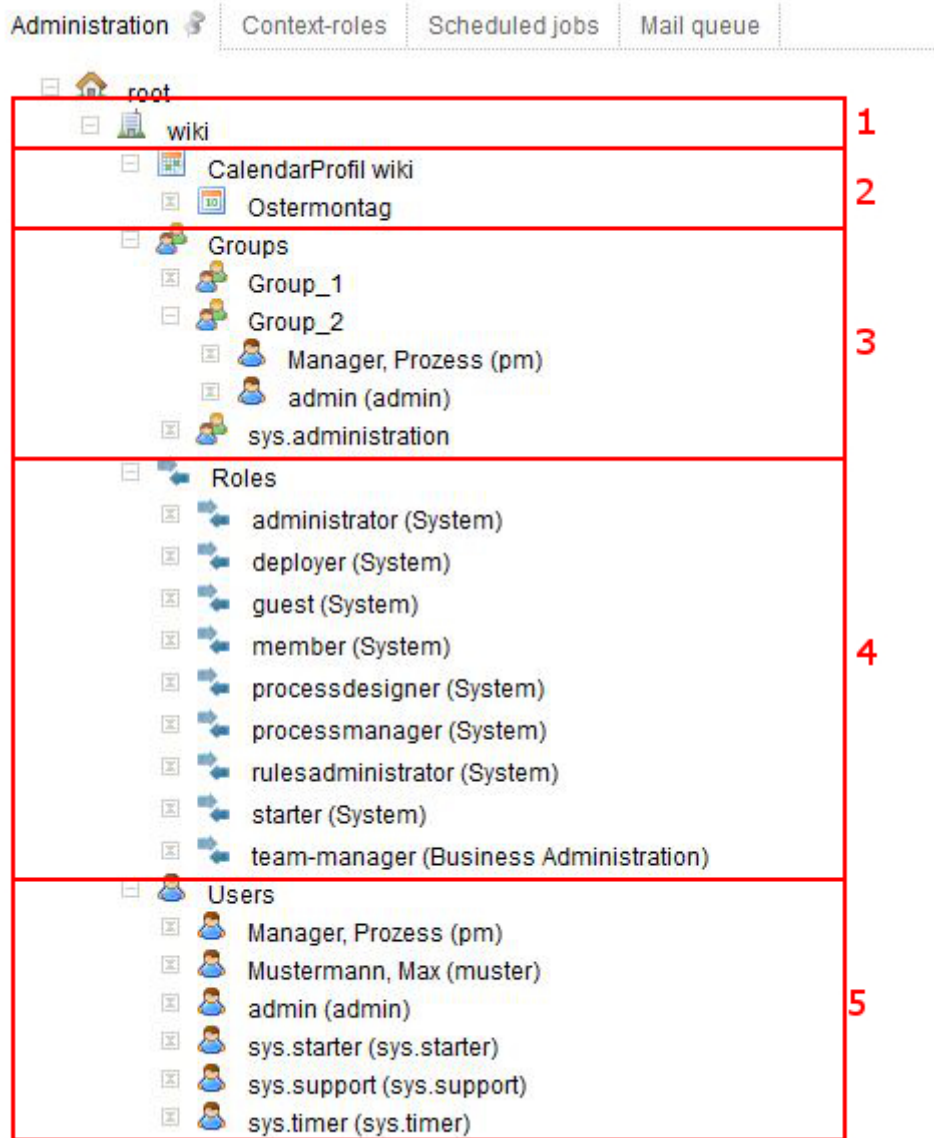 Administration Context-roles Scheduled jobs Mail queue
root
wiki
1
CalendarProfil wiki
2
Ostermontag
Groups
Group_1
Group_2
3
Manager, Prozess (pm)
admin (admin)
sys.administration
Roles
administrator (System)
deployer (System)
guest (System)
member (System)
4
processdesigner (System)
processmanager (System)
rulesadministrator (System)
starter (System)
team-manager (Business Administration)
Users
Manager, Prozess (pm)
Mustermann, Max (muster)
admin (admin)
5
sys.starter (sys.starter)
sys.support (sys.support)
sys.timer (sys.timer)